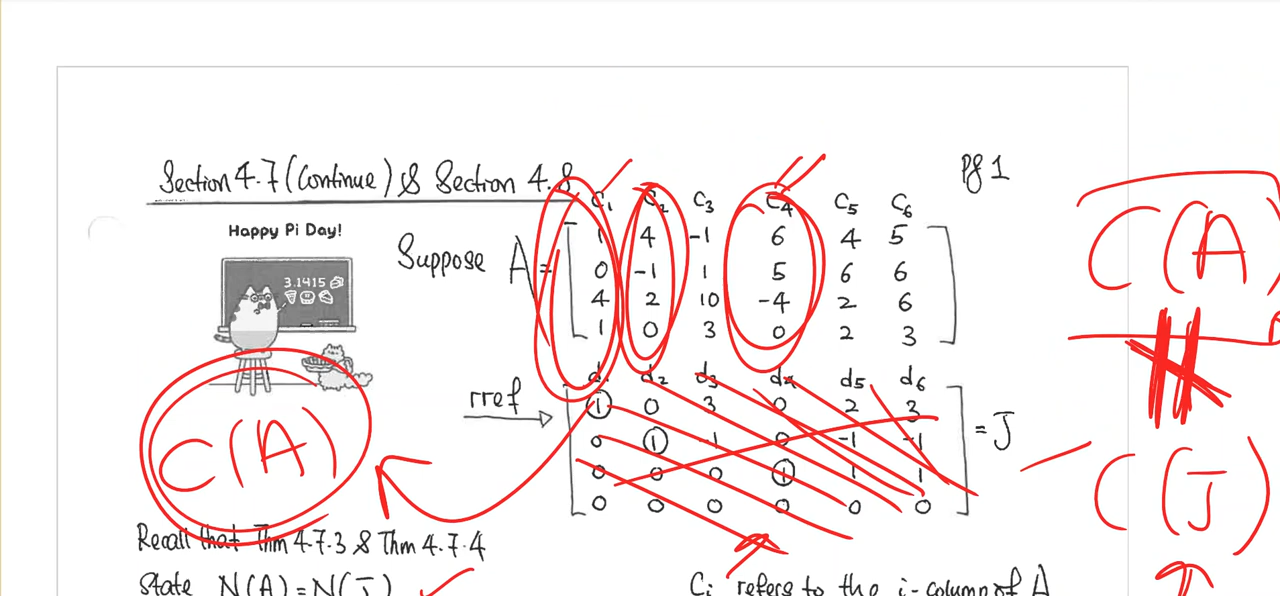 Section 4.7 (Continue) & Section 4.8
Pg 1
Happy Pi Day!
3.1415
C1 C2 C3 C4 C5 C6
Suppose A =
1 4 -1 6 4 5
0 -1 1 5 6 6
4 2 10 -4 2 6
1 0 3 0 2 3
C(A)
d1 d2 d3 d4 d5 d6
rref
1 0 3 0 2 3
0 1 -1 0 -1 -1
0 0 0 1 1 1
0 0 0 0 0 0
= J
C(A)
C(J)
Recall that Thm 4.7.3 & Thm 4.7.4
State N(A) = N(J)
Ci refers to the i-column of A